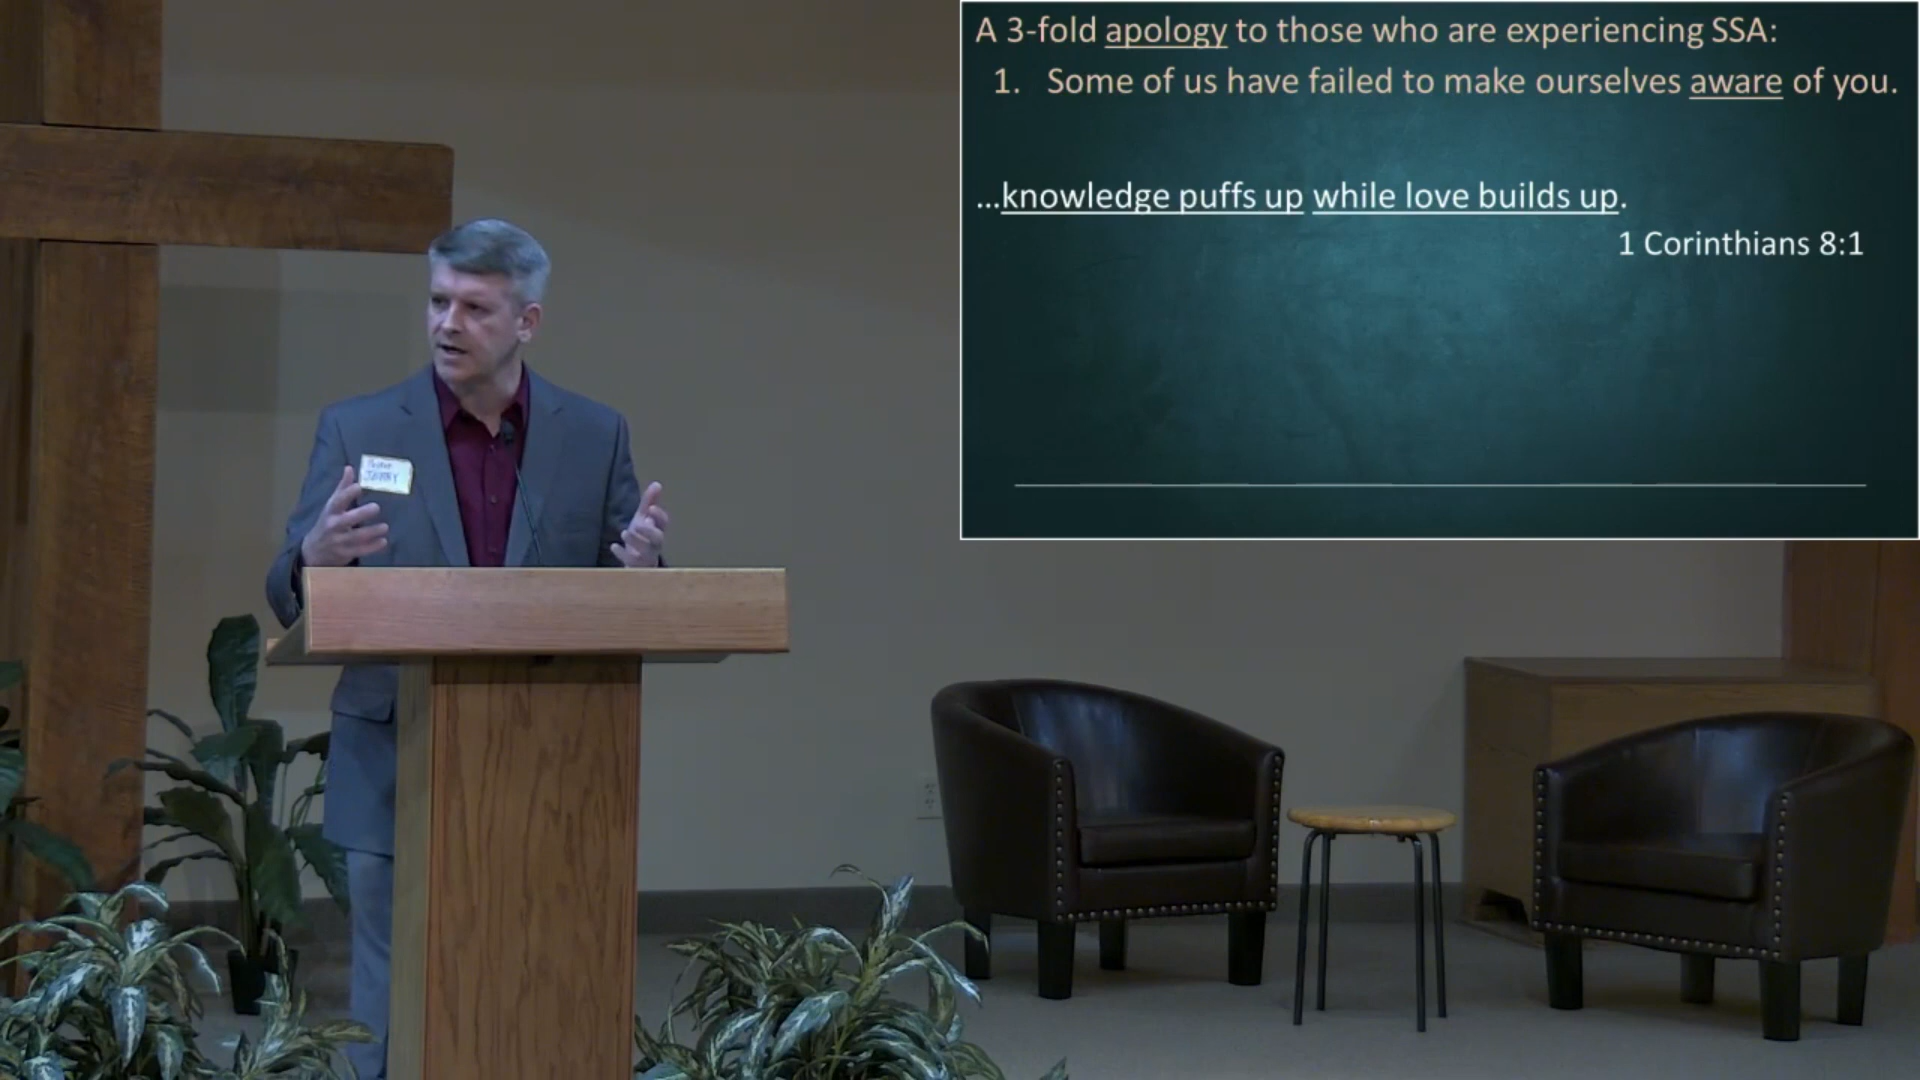 A 3-fold apology to those who are experiencing SSA:
1. Some of us have failed to make ourselves aware of you.
...knowledge puffs up while love builds up.
1 Corinthians 8:1